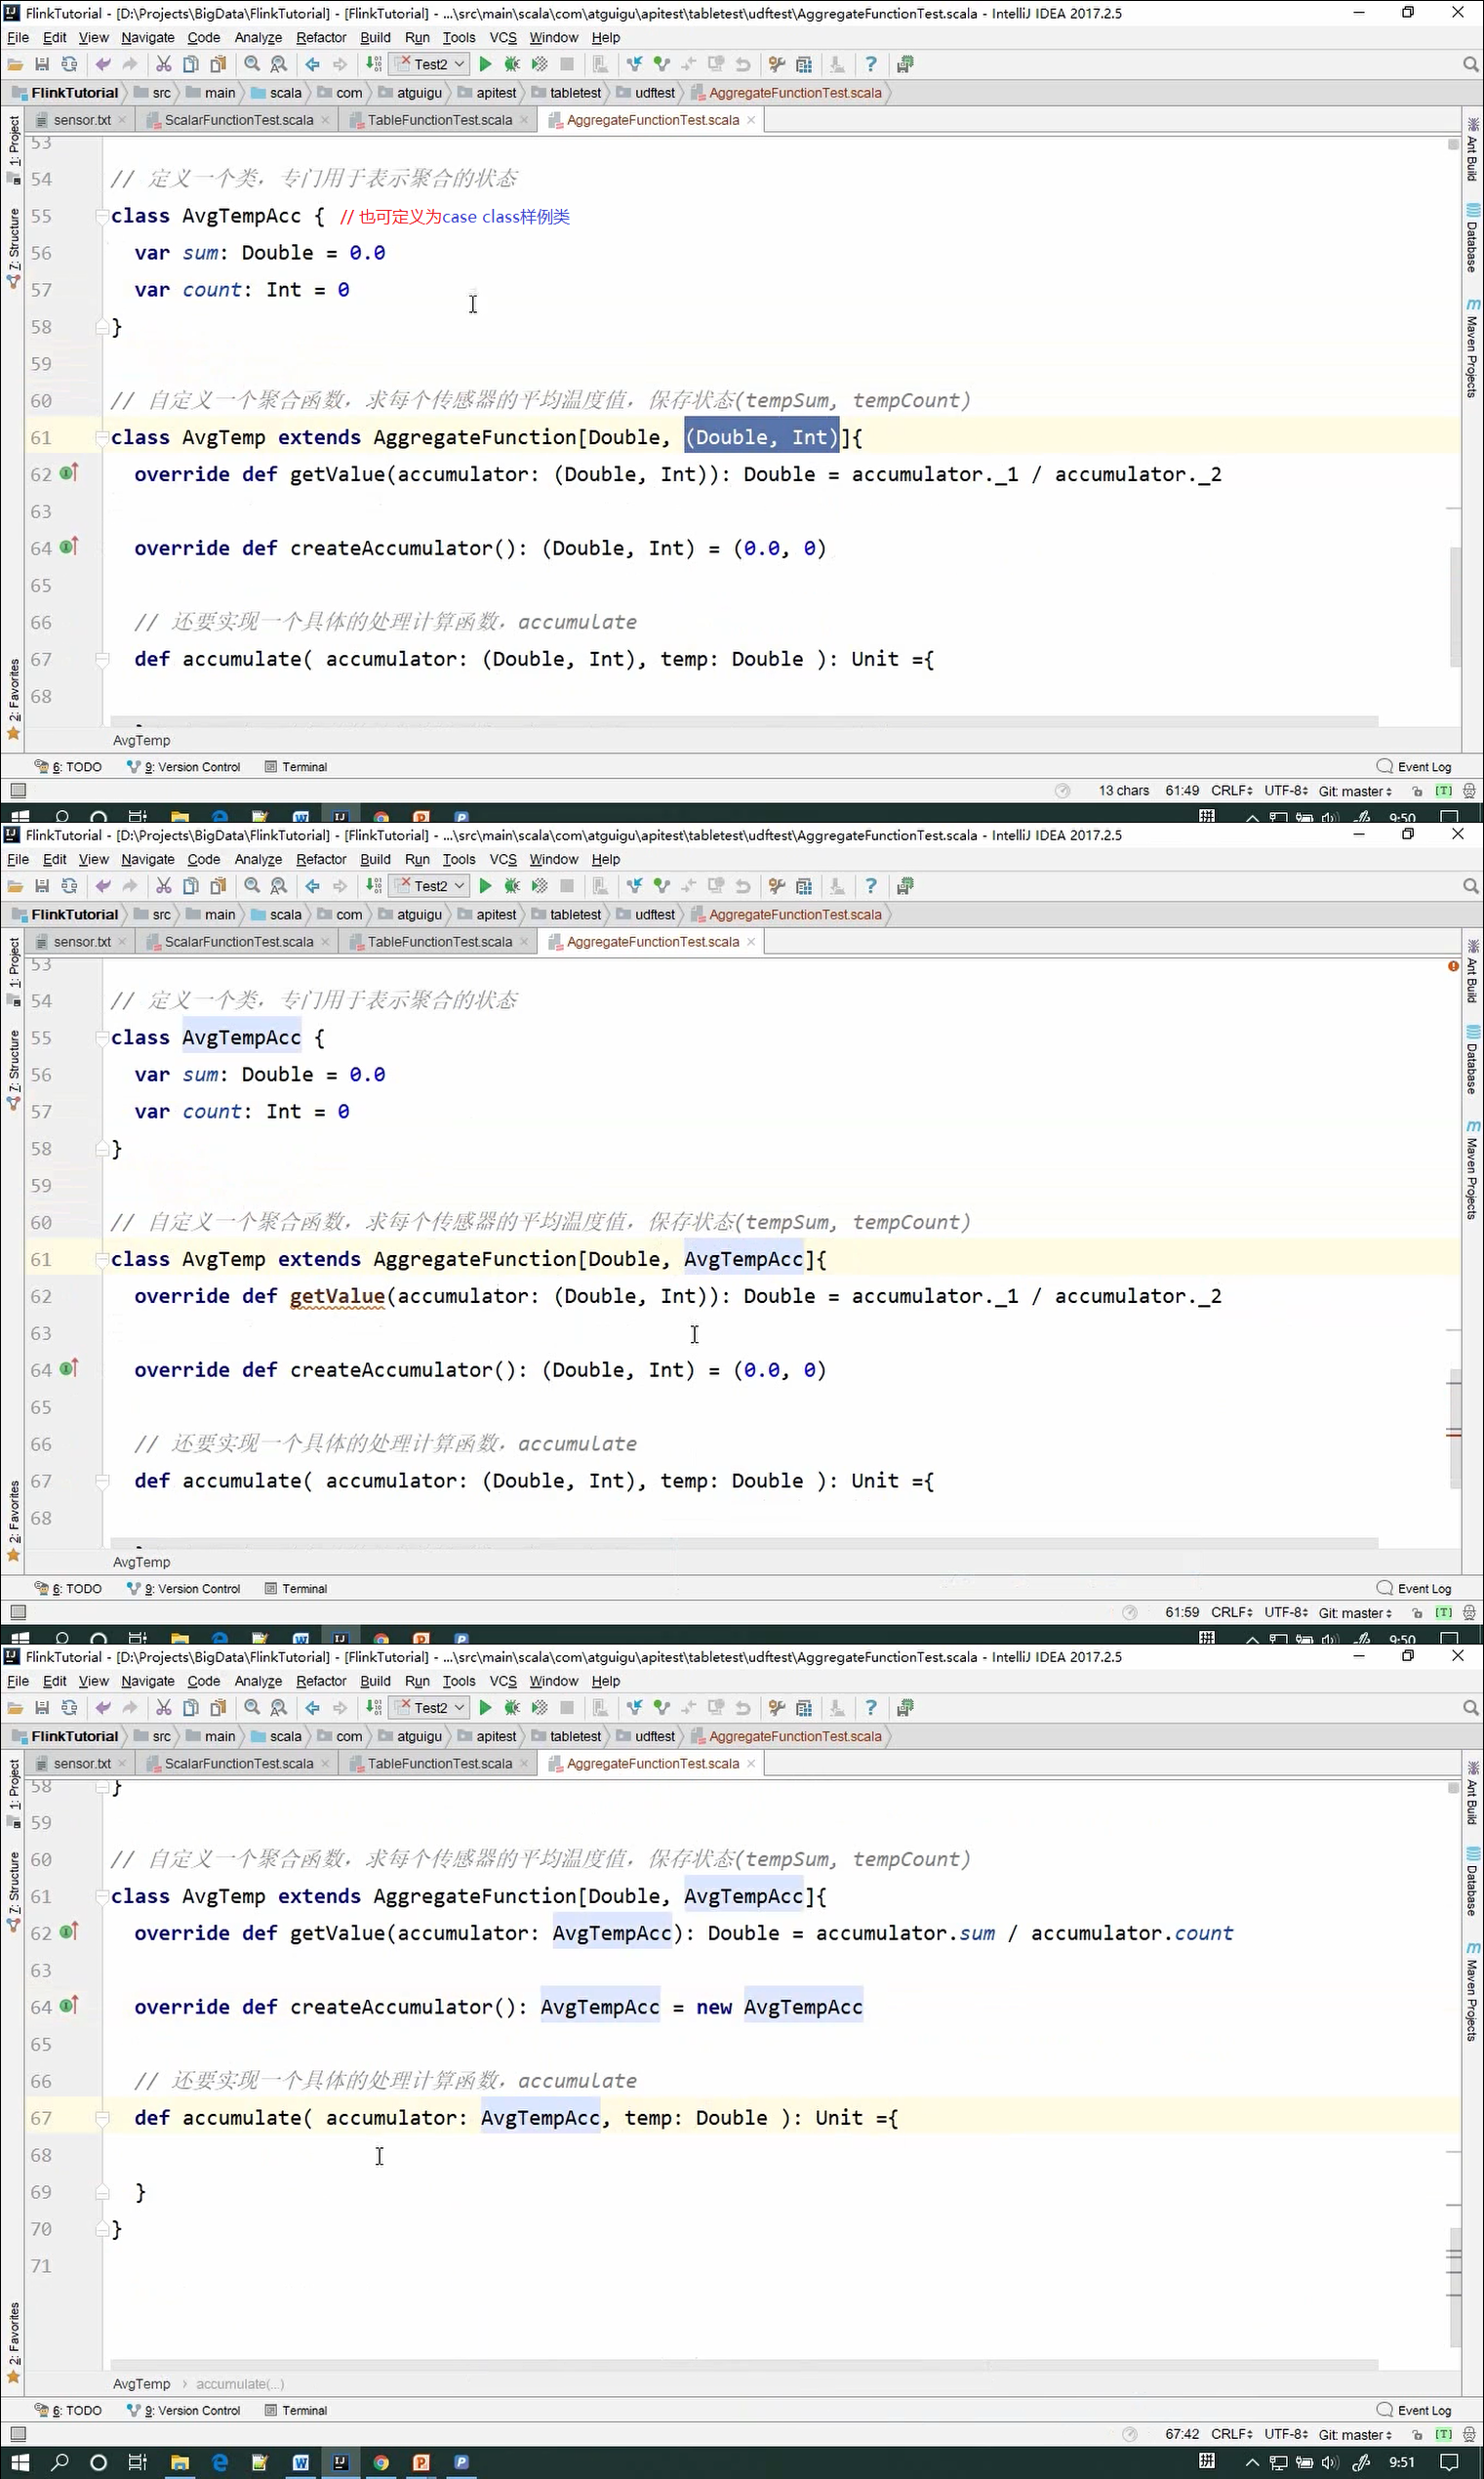 FlinkTutorial - [D:\Projects\BigData\FlinkTutorial] - [FlinkTutorial] - ...\src\main\scala\com\atguigu\apitest\tabletest\udftest\AggregateFunctionTest.scala - IntelliJ IDEA 2017.2.5
File Edit View Navigate Code Analyze Refactor Build Run Tools VCS Window Help
Test2
FlinkTutorial src main scala com atguigu apitest tabletest udftest AggregateFunctionTest.scala
sensor.txt ScalarFunctionTest.scala TableFunctionTest.scala AggregateFunctionTest.scala
1: Project
7: Structure
2: Favorites
Ant Build
Database
Maven Projects
53
54 // 定义一个类，专门用于表示聚合的状态
55 class AvgTempAcc { // 也可定义为case class样例类
56 var sum: Double = 0.0
57 var count: Int = 0
58 }
59
60 // 自定义一个聚合函数，求每个传感器的平均温度值，保存状态(tempSum, tempCount)
61 class AvgTemp extends AggregateFunction[Double, (Double, Int)]{
62 override def getValue(accumulator: (Double, Int)): Double = accumulator._1 / accumulator._2
63
64 override def createAccumulator(): (Double, Int) = (0.0, 0)
65
66 // 还要实现一个具体的处理计算函数，accumulate
67 def accumulate( accumulator: (Double, Int), temp: Double ): Unit ={
68
AvgTemp
6: TODO 9: Version Control Terminal Event Log
13 chars 61:49 CRLF UTF-8 Git: master [T]
9:50
FlinkTutorial - [D:\Projects\BigData\FlinkTutorial] - [FlinkTutorial] - ...\src\main\scala\com\atguigu\apitest\tabletest\udftest\AggregateFunctionTest.scala - IntelliJ IDEA 2017.2.5
File Edit View Navigate Code Analyze Refactor Build Run Tools VCS Window Help
Test2
FlinkTutorial src main scala com atguigu apitest tabletest udftest AggregateFunctionTest.scala
sensor.txt ScalarFunctionTest.scala TableFunctionTest.scala AggregateFunctionTest.scala
1: Project
7: Structure
2: Favorites
Ant Build
Database
Maven Projects
53
54 // 定义一个类，专门用于表示聚合的状态
55 class AvgTempAcc {
56 var sum: Double = 0.0
57 var count: Int = 0
58 }
59
60 // 自定义一个聚合函数，求每个传感器的平均温度值，保存状态(tempSum, tempCount)
61 class AvgTemp extends AggregateFunction[Double, AvgTempAcc]{
62 override def getValue(accumulator: (Double, Int)): Double = accumulator._1 / accumulator._2
63
64 override def createAccumulator(): (Double, Int) = (0.0, 0)
65
66 // 还要实现一个具体的处理计算函数，accumulate
67 def accumulate( accumulator: (Double, Int), temp: Double ): Unit ={
68
AvgTemp
6: TODO 9: Version Control Terminal Event Log
61:59 CRLF UTF-8 Git: master [T]
9:50
FlinkTutorial - [D:\Projects\BigData\FlinkTutorial] - [FlinkTutorial] - ...\src\main\scala\com\atguigu\apitest\tabletest\udftest\AggregateFunctionTest.scala - IntelliJ IDEA 2017.2.5
File Edit View Navigate Code Analyze Refactor Build Run Tools VCS Window Help
Test2
FlinkTutorial src main scala com atguigu apitest tabletest udftest AggregateFunctionTest.scala
sensor.txt ScalarFunctionTest.scala TableFunctionTest.scala AggregateFunctionTest.scala
1: Project
7: Structure
2: Favorites
Ant Build
Database
Maven Projects
58 }
59
60 // 自定义一个聚合函数，求每个传感器的平均温度值，保存状态(tempSum, tempCount)
61 class AvgTemp extends AggregateFunction[Double, AvgTempAcc]{
62 override def getValue(accumulator: AvgTempAcc): Double = accumulator.sum / accumulator.count
63
64 override def createAccumulator(): AvgTempAcc = new AvgTempAcc
65
66 // 还要实现一个具体的处理计算函数，accumulate
67 def accumulate( accumulator: AvgTempAcc, temp: Double ): Unit ={
68
69 }
70 }
71
AvgTemp accumulate(...)
6: TODO 9: Version Control Terminal Event Log
67:42 CRLF UTF-8 Git: master [T]
拼 9:51